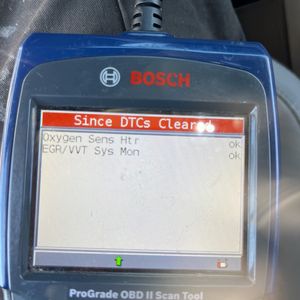 BOSCH
Since DTCs Cleared
Oxygen Sens Htr ok
EGR/VVT Sys Mon ok
ProGrade OBD II Scan Tool